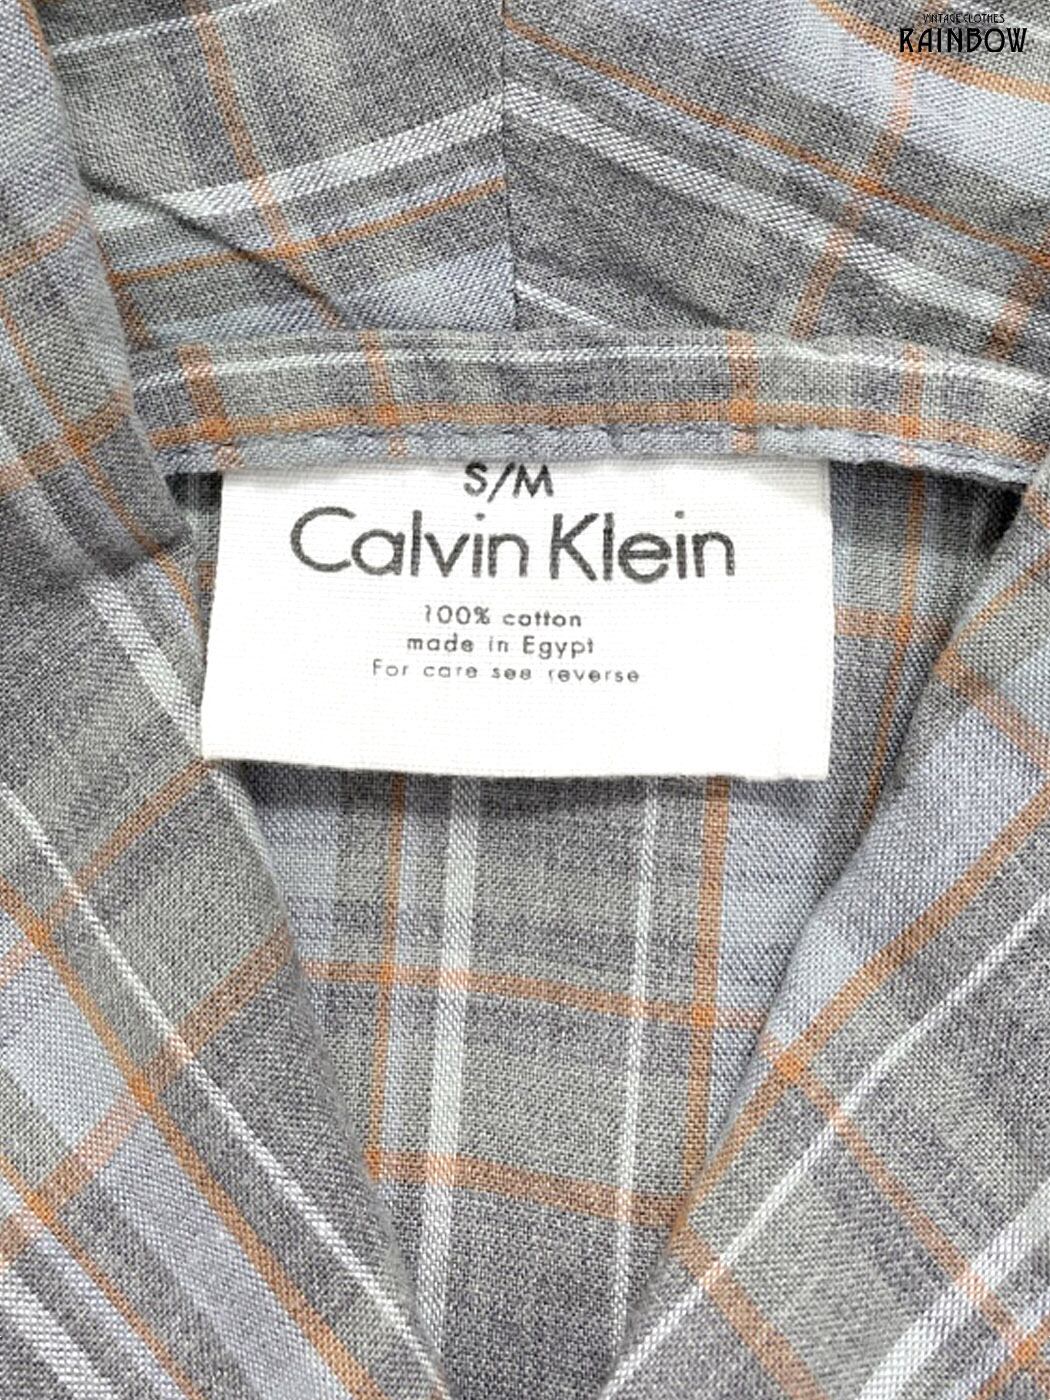 VINTAGE CLOTHES
RAINBOW
S/M
Calvin Klein
100% cotton
made in Egypt
For care see reverse